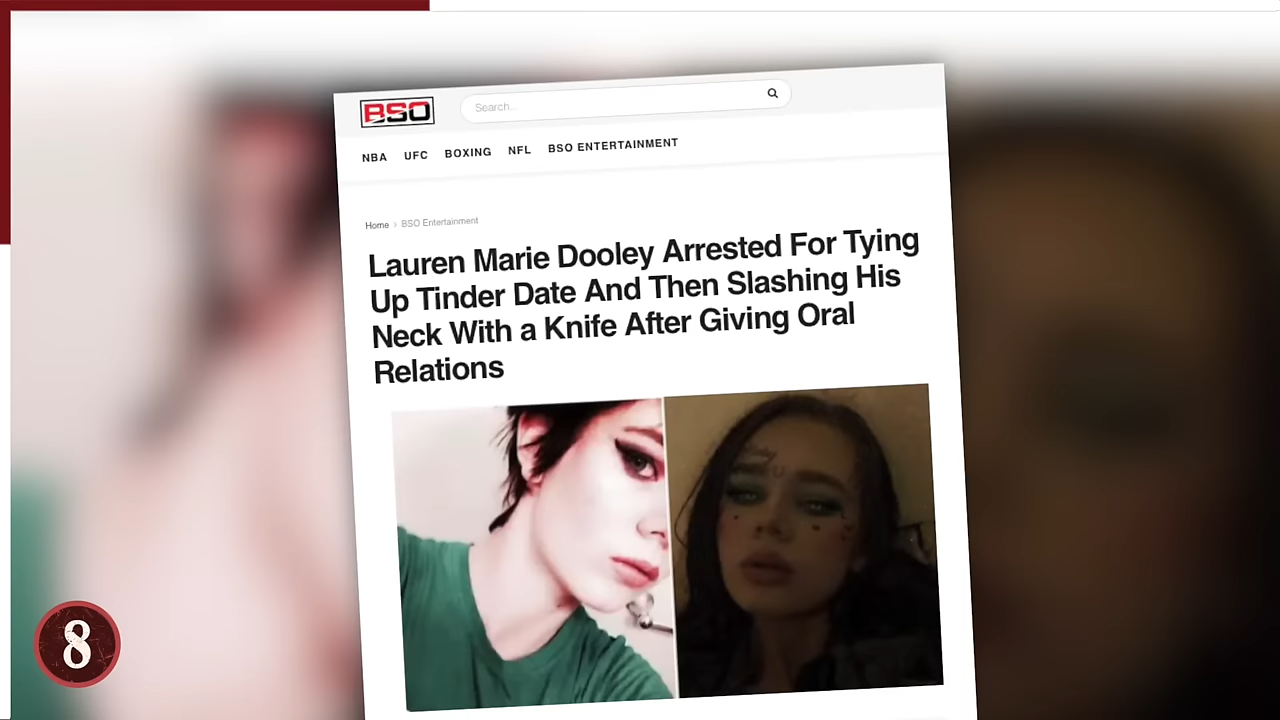 BSO
Search...
NBA UFC BOXING NFL BSO ENTERTAINMENT
Home > BSO Entertainment
Lauren Marie Dooley Arrested For Tying
Up Tinder Date And Then Slashing His
Neck With a Knife After Giving Oral
Relations
8